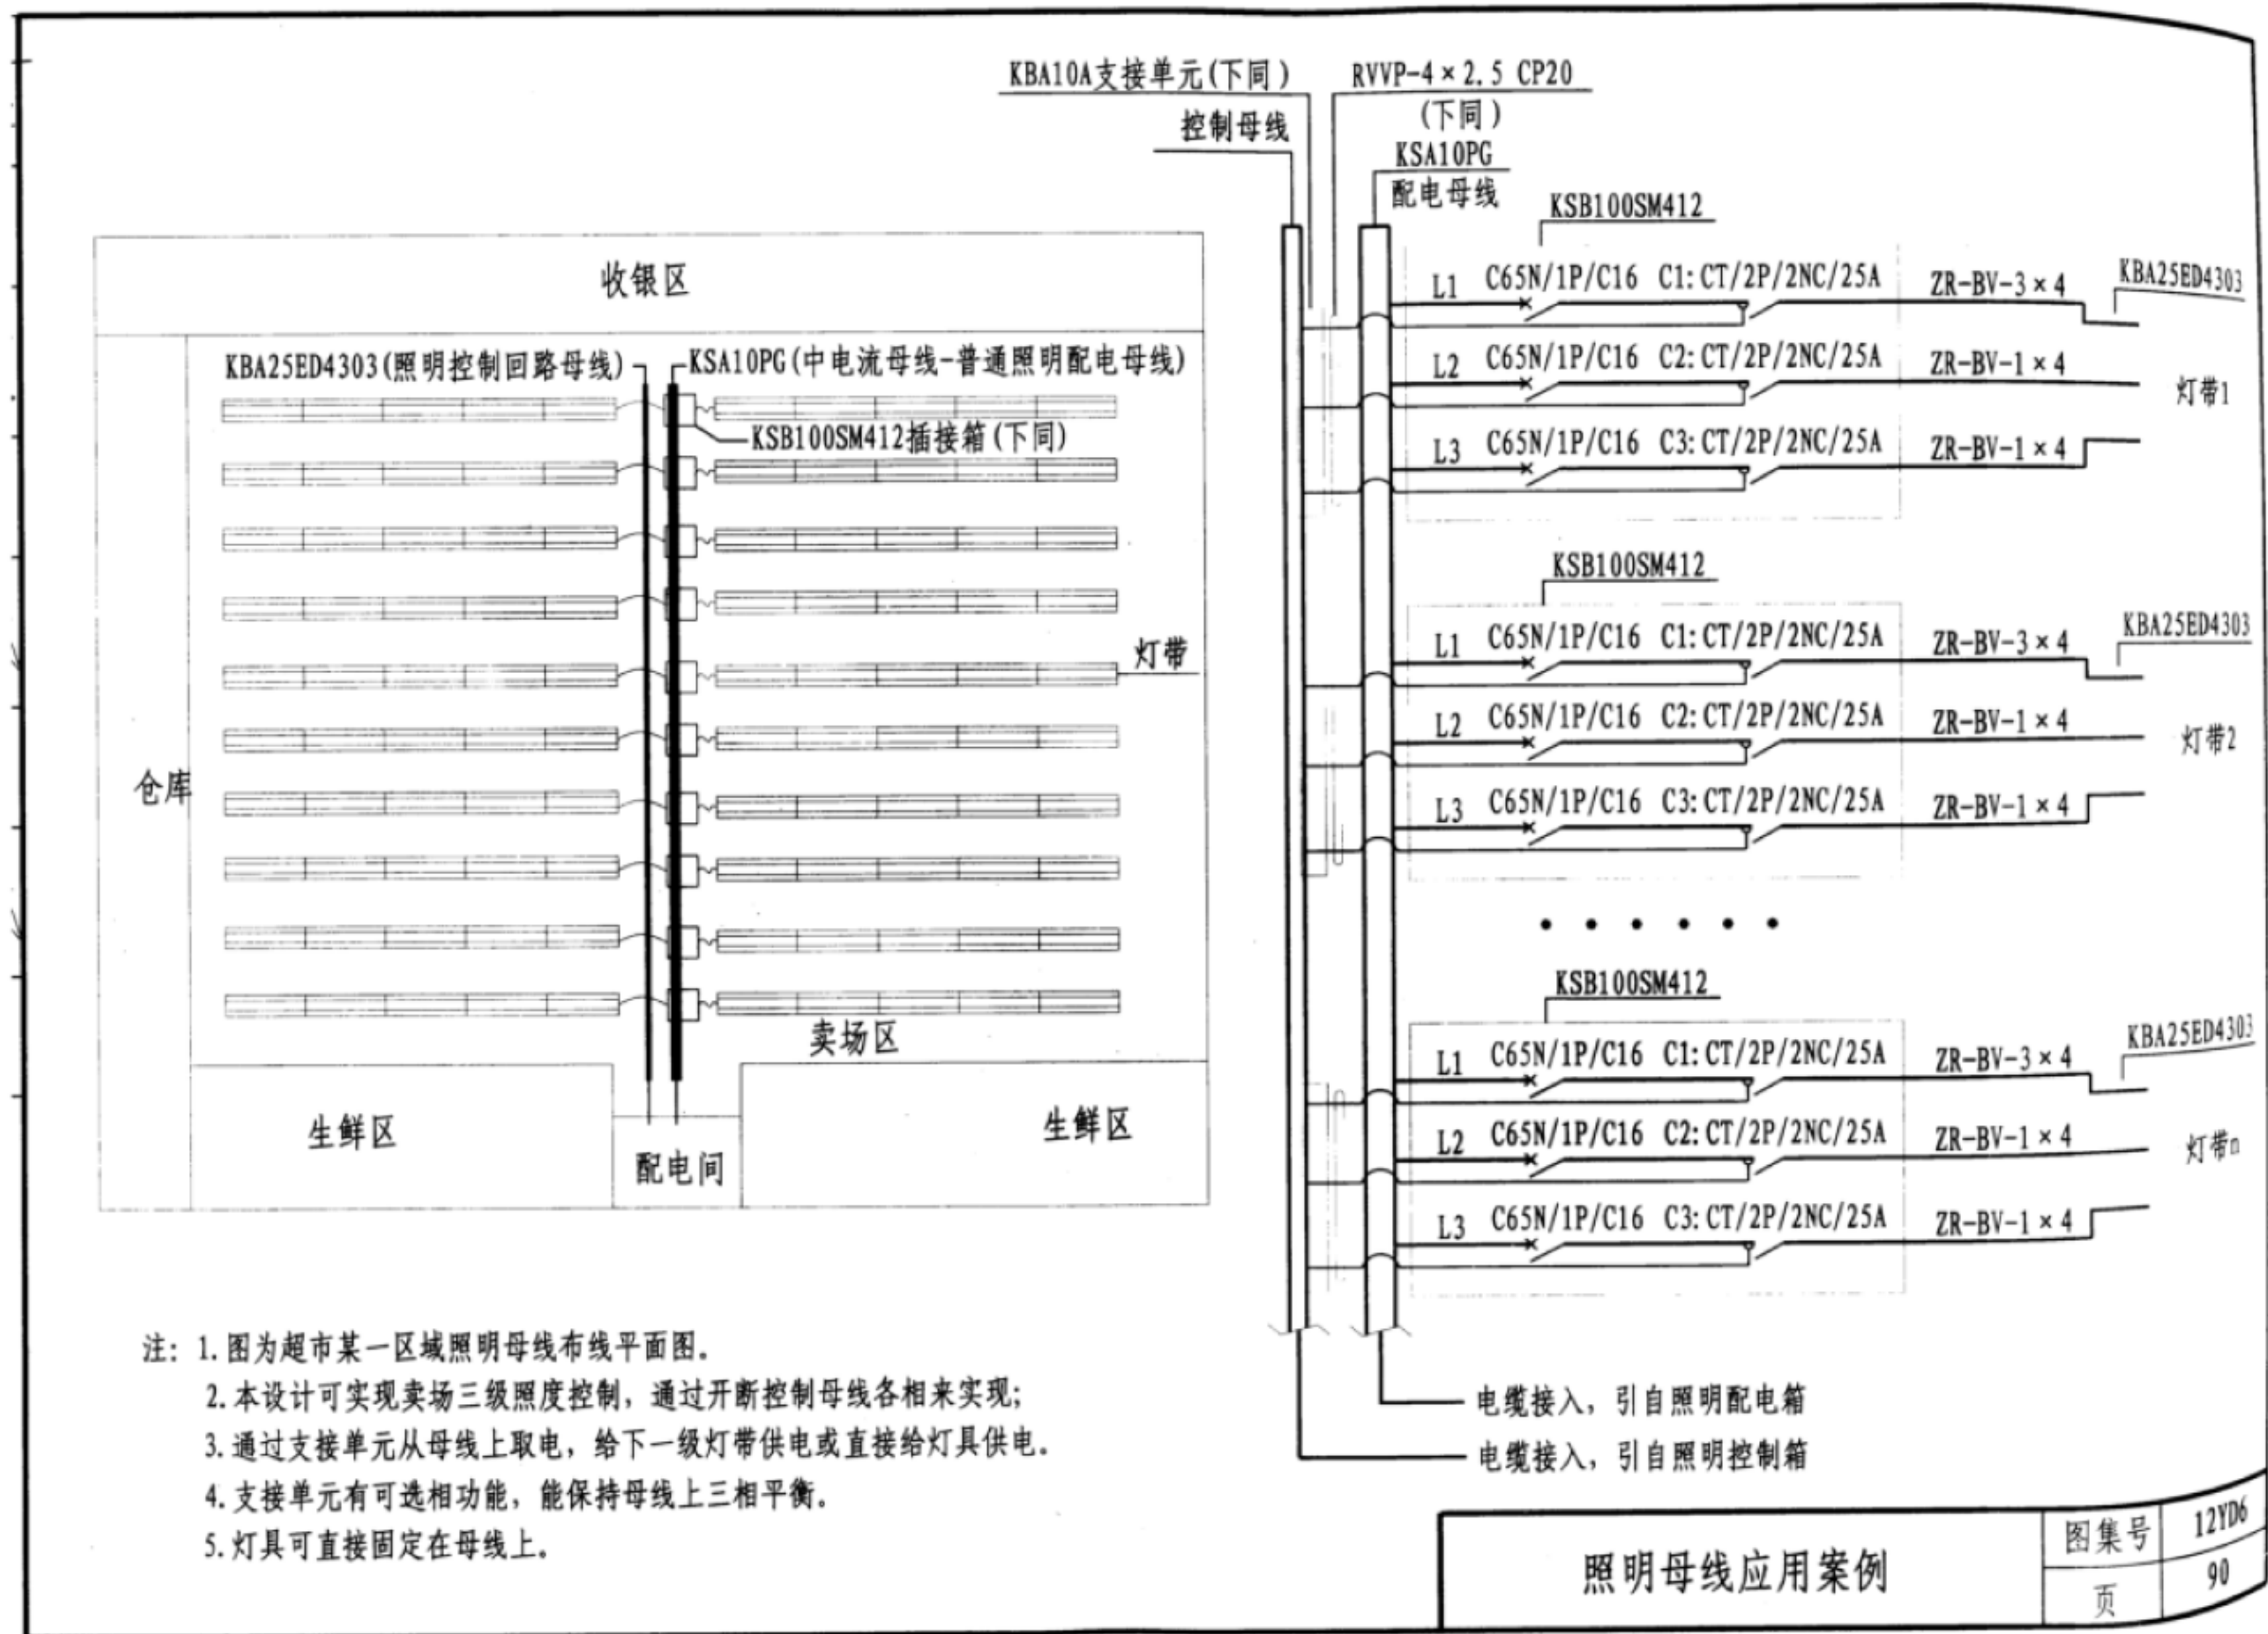 KBA10A支接单元(下同)
RVVP-4×2.5 CP20
(下同)
控制母线
KSA10PG
配电母线
收银区
KBA25ED4303(照明控制回路母线)
KSA10PG(中电流母线-普通照明配电母线)
KSB100SM412插接箱(下同)
灯带
仓库
卖场区
生鲜区
配电间
生鲜区
KSB100SM412
L1 C65N/1P/C16 C1:CT/2P/2NC/25A ZR-BV-3×4 KBA25ED4303
L2 C65N/1P/C16 C2:CT/2P/2NC/25A ZR-BV-1×4
灯带1
L3 C65N/1P/C16 C3:CT/2P/2NC/25A ZR-BV-1×4
KSB100SM412
L1 C65N/1P/C16 C1:CT/2P/2NC/25A ZR-BV-3×4 KBA25ED4303
L2 C65N/1P/C16 C2:CT/2P/2NC/25A ZR-BV-1×4
灯带2
L3 C65N/1P/C16 C3:CT/2P/2NC/25A ZR-BV-1×4
KSB100SM412
L1 C65N/1P/C16 C1:CT/2P/2NC/25A ZR-BV-3×4 KBA25ED4303
L2 C65N/1P/C16 C2:CT/2P/2NC/25A ZR-BV-1×4
灯带n
L3 C65N/1P/C16 C3:CT/2P/2NC/25A ZR-BV-1×4
电缆接入，引自照明配电箱
电缆接入，引自照明控制箱
注：1.图为超市某一区域照明母线布线平面图。
2.本设计可实现卖场三级照度控制，通过开断控制母线各相来实现；
3.通过支接单元从母线上取电，给下一级灯带供电或直接给灯具供电。
4.支接单元有可选相功能，能保持母线上三相平衡。
5.灯具可直接固定在母线上。
照明母线应用案例
图集号 12YD6
页 90